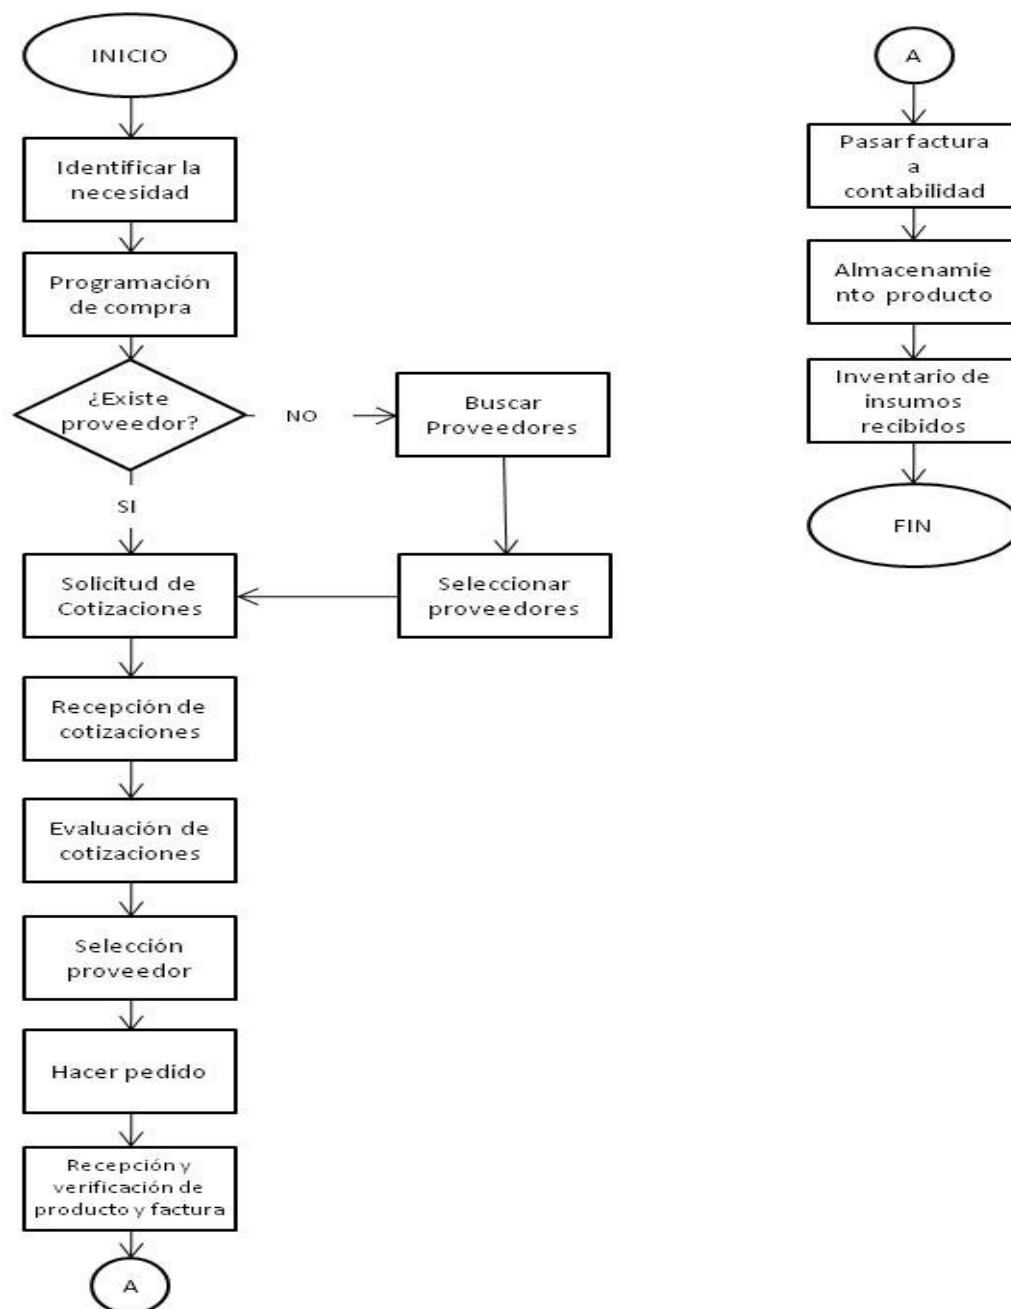 INICIO
Identificar la
necesidad
Programación
de compra
¿Existe
proveedor?
NO
Buscar
Proveedores
SI
Solicitud de
Cotizaciones
Seleccionar
proveedores
Recepción de
cotizaciones
Evaluación de
cotizaciones
Selección
proveedor
Hacer pedido
Recepción y
verificación de
producto y factura
A
A
Pasar factura
a
contabilidad
Almacenamie
nto producto
Inventario de
insumos
recibidos
FIN